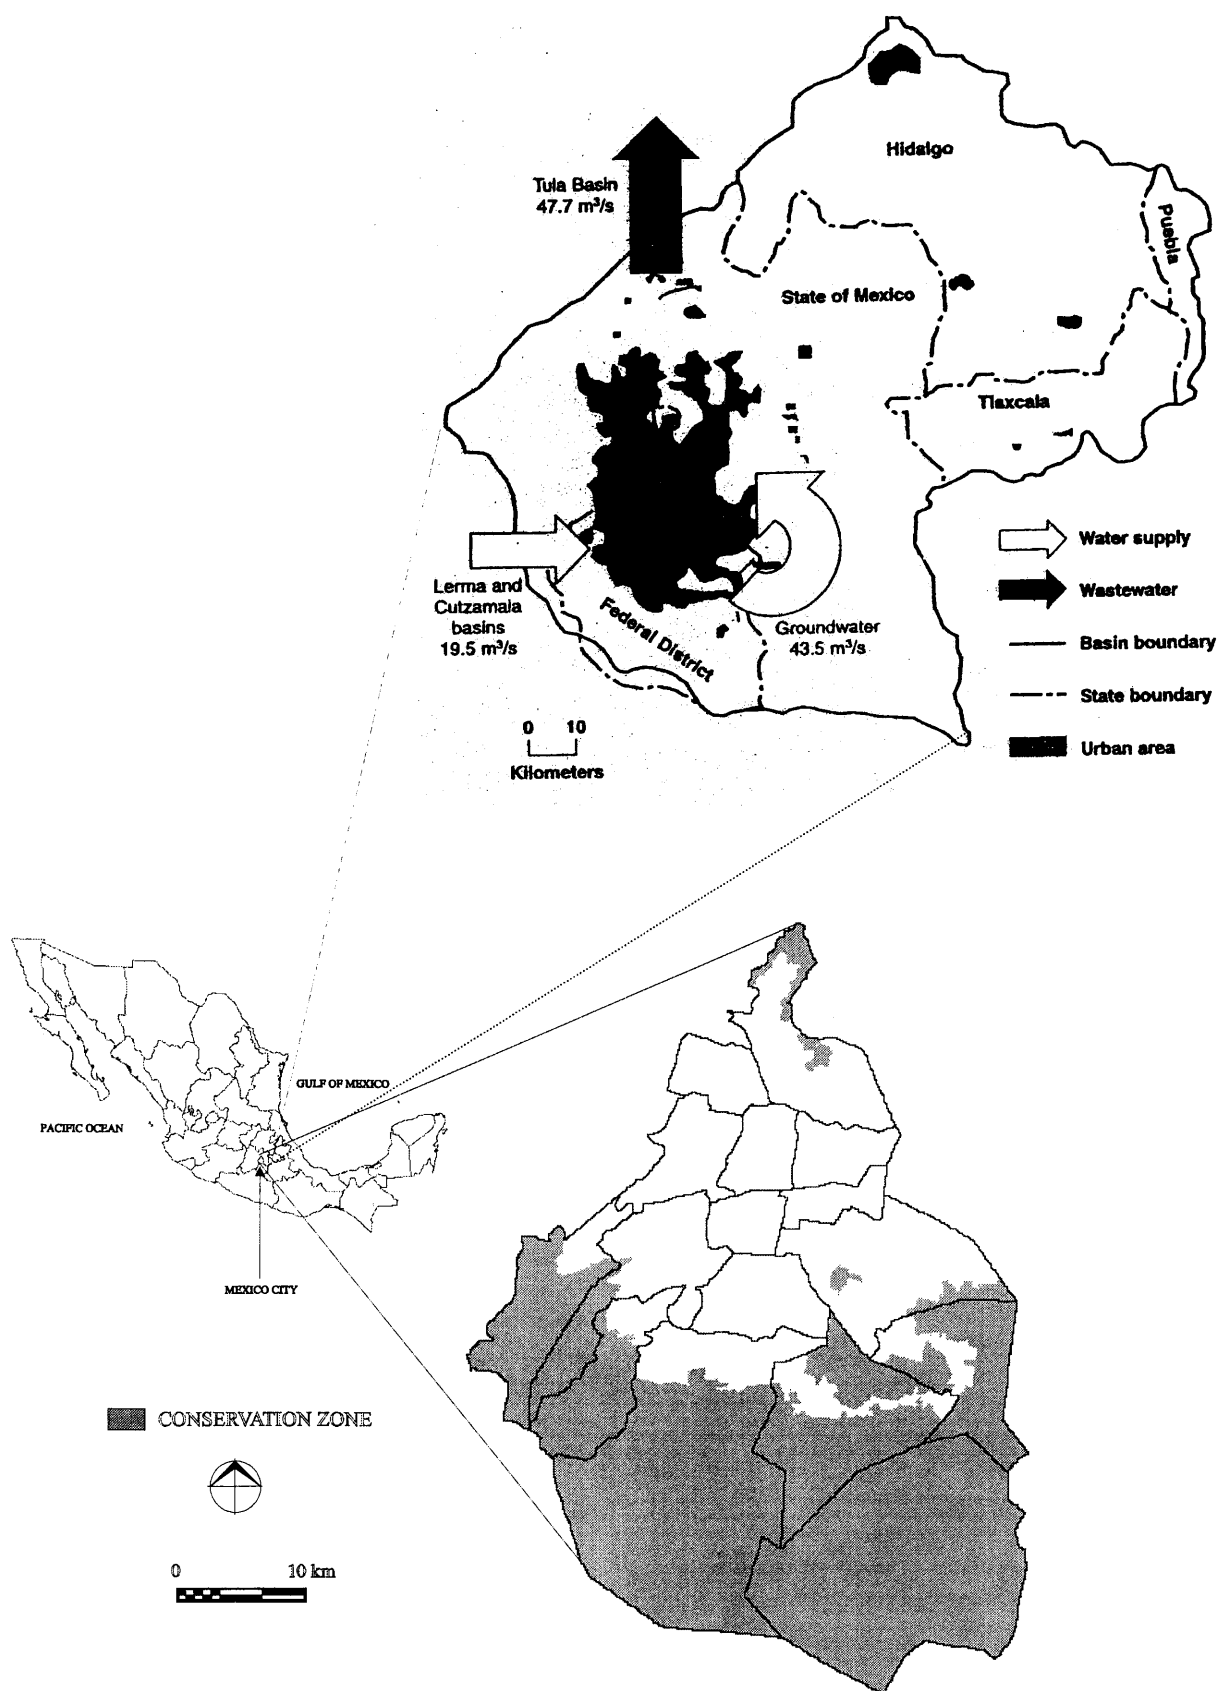 Hidalgo
Tula Basin
47.7 m³/s
Puebla
State of Mexico
Tlaxcala
Water supply
Lerma and
Cutzamala
basins
19.5 m³/s
Federal District
Groundwater
43.5 m³/s
Wastewater
Basin boundary
State boundary
Urban area
0 10
Kilometers
GULF OF MEXICO
PACIFIC OCEAN
MEXICO CITY
CONSERVATION ZONE
0 10 km